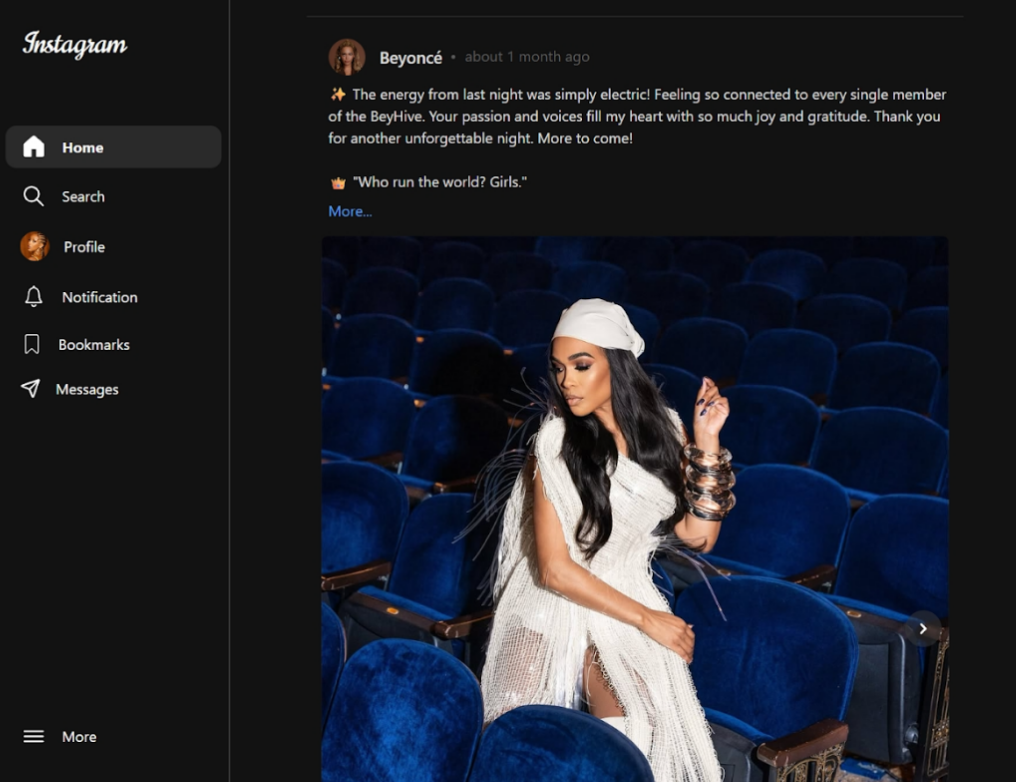 Instagram
Home
Search
Profile
Notification
Bookmarks
Messages
More
Beyoncé • about 1 month ago
✨ The energy from last night was simply electric! Feeling so connected to every single member
of the BeyHive. Your passion and voices fill my heart with so much joy and gratitude. Thank you
for another unforgettable night. More to come!
👑 "Who run the world? Girls."
More...